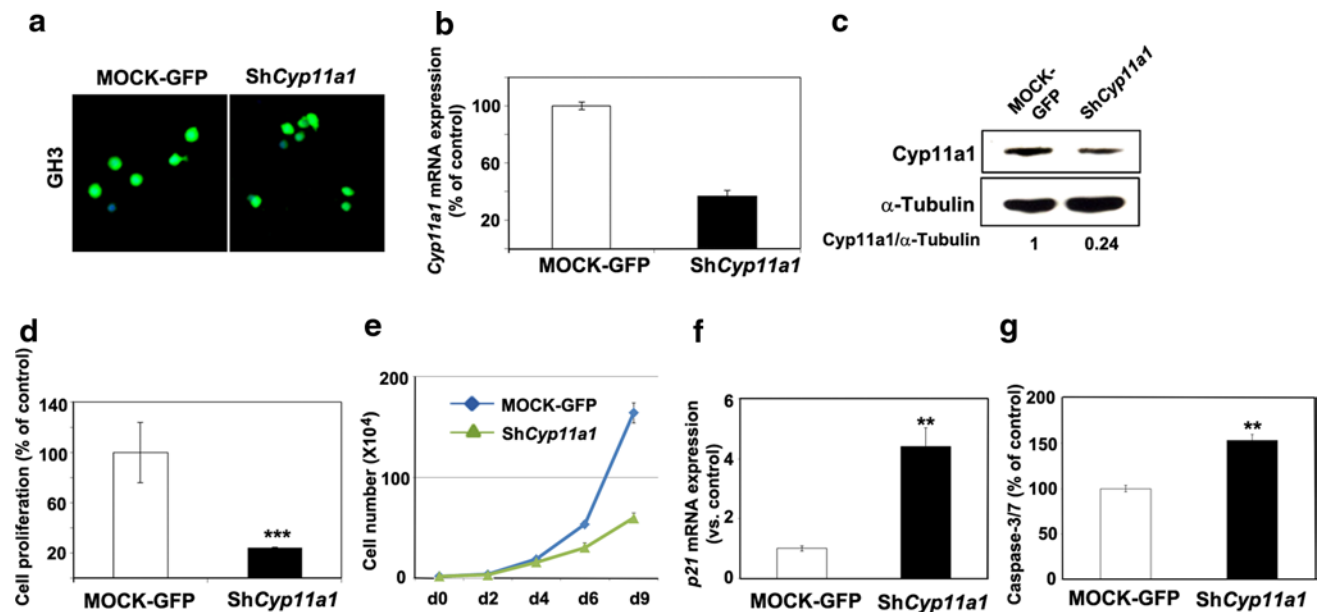 a
MOCK-GFP
ShCyp11a1
GH3
b
Cyp11a1 mRNA expression
(% of control)
100
60
40
20
MOCK-GFP
ShCyp11a1
c
MOCK-
GFP
ShCyp11a1
Cyp11a1
α-Tubulin
Cyp11a1/α-Tubulin
1
0.24
d
Cell proliferation (% of control)
140
100
80
60
40
20
***
MOCK-GFP
ShCyp11a1
e
Cell number (X10⁴)
200
100
0
MOCK-GFP
ShCyp11a1
d0
d2
d4
d6
d9
f
p21 mRNA expression
(vs. control)
6
4
2
0
**
MOCK-GFP
ShCyp11a1
g
Caspase-3/7 (% of control)
200
150
100
50
0
**
MOCK-GFP
ShCyp11a1